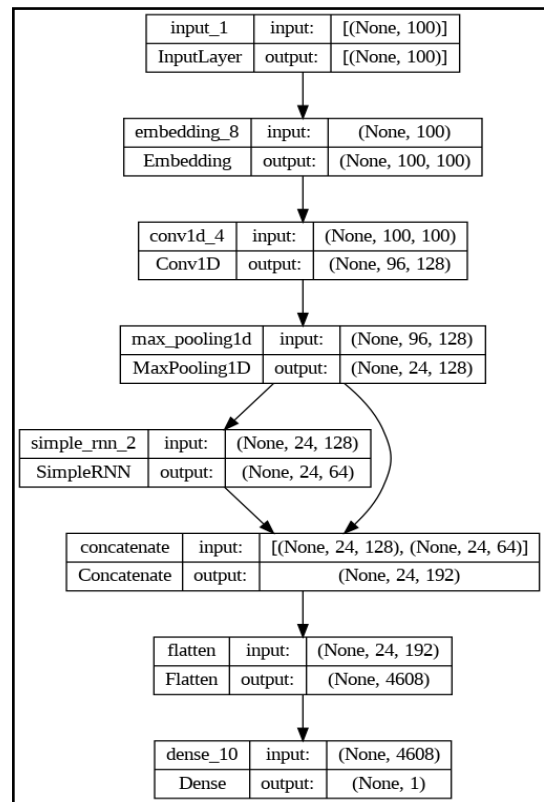 input_1 input: [(None, 100)]
InputLayer output: [(None, 100)]
embedding_8 input: (None, 100)
Embedding output: (None, 100, 100)
conv1d_4 input: (None, 100, 100)
Conv1D output: (None, 96, 128)
max_pooling1d input: (None, 96, 128)
MaxPooling1D output: (None, 24, 128)
simple_rnn_2 input: (None, 24, 128)
SimpleRNN output: (None, 24, 64)
concatenate input: [(None, 24, 128), (None, 24, 64)]
Concatenate output: (None, 24, 192)
flatten input: (None, 24, 192)
Flatten output: (None, 4608)
dense_10 input: (None, 4608)
Dense output: (None, 1)